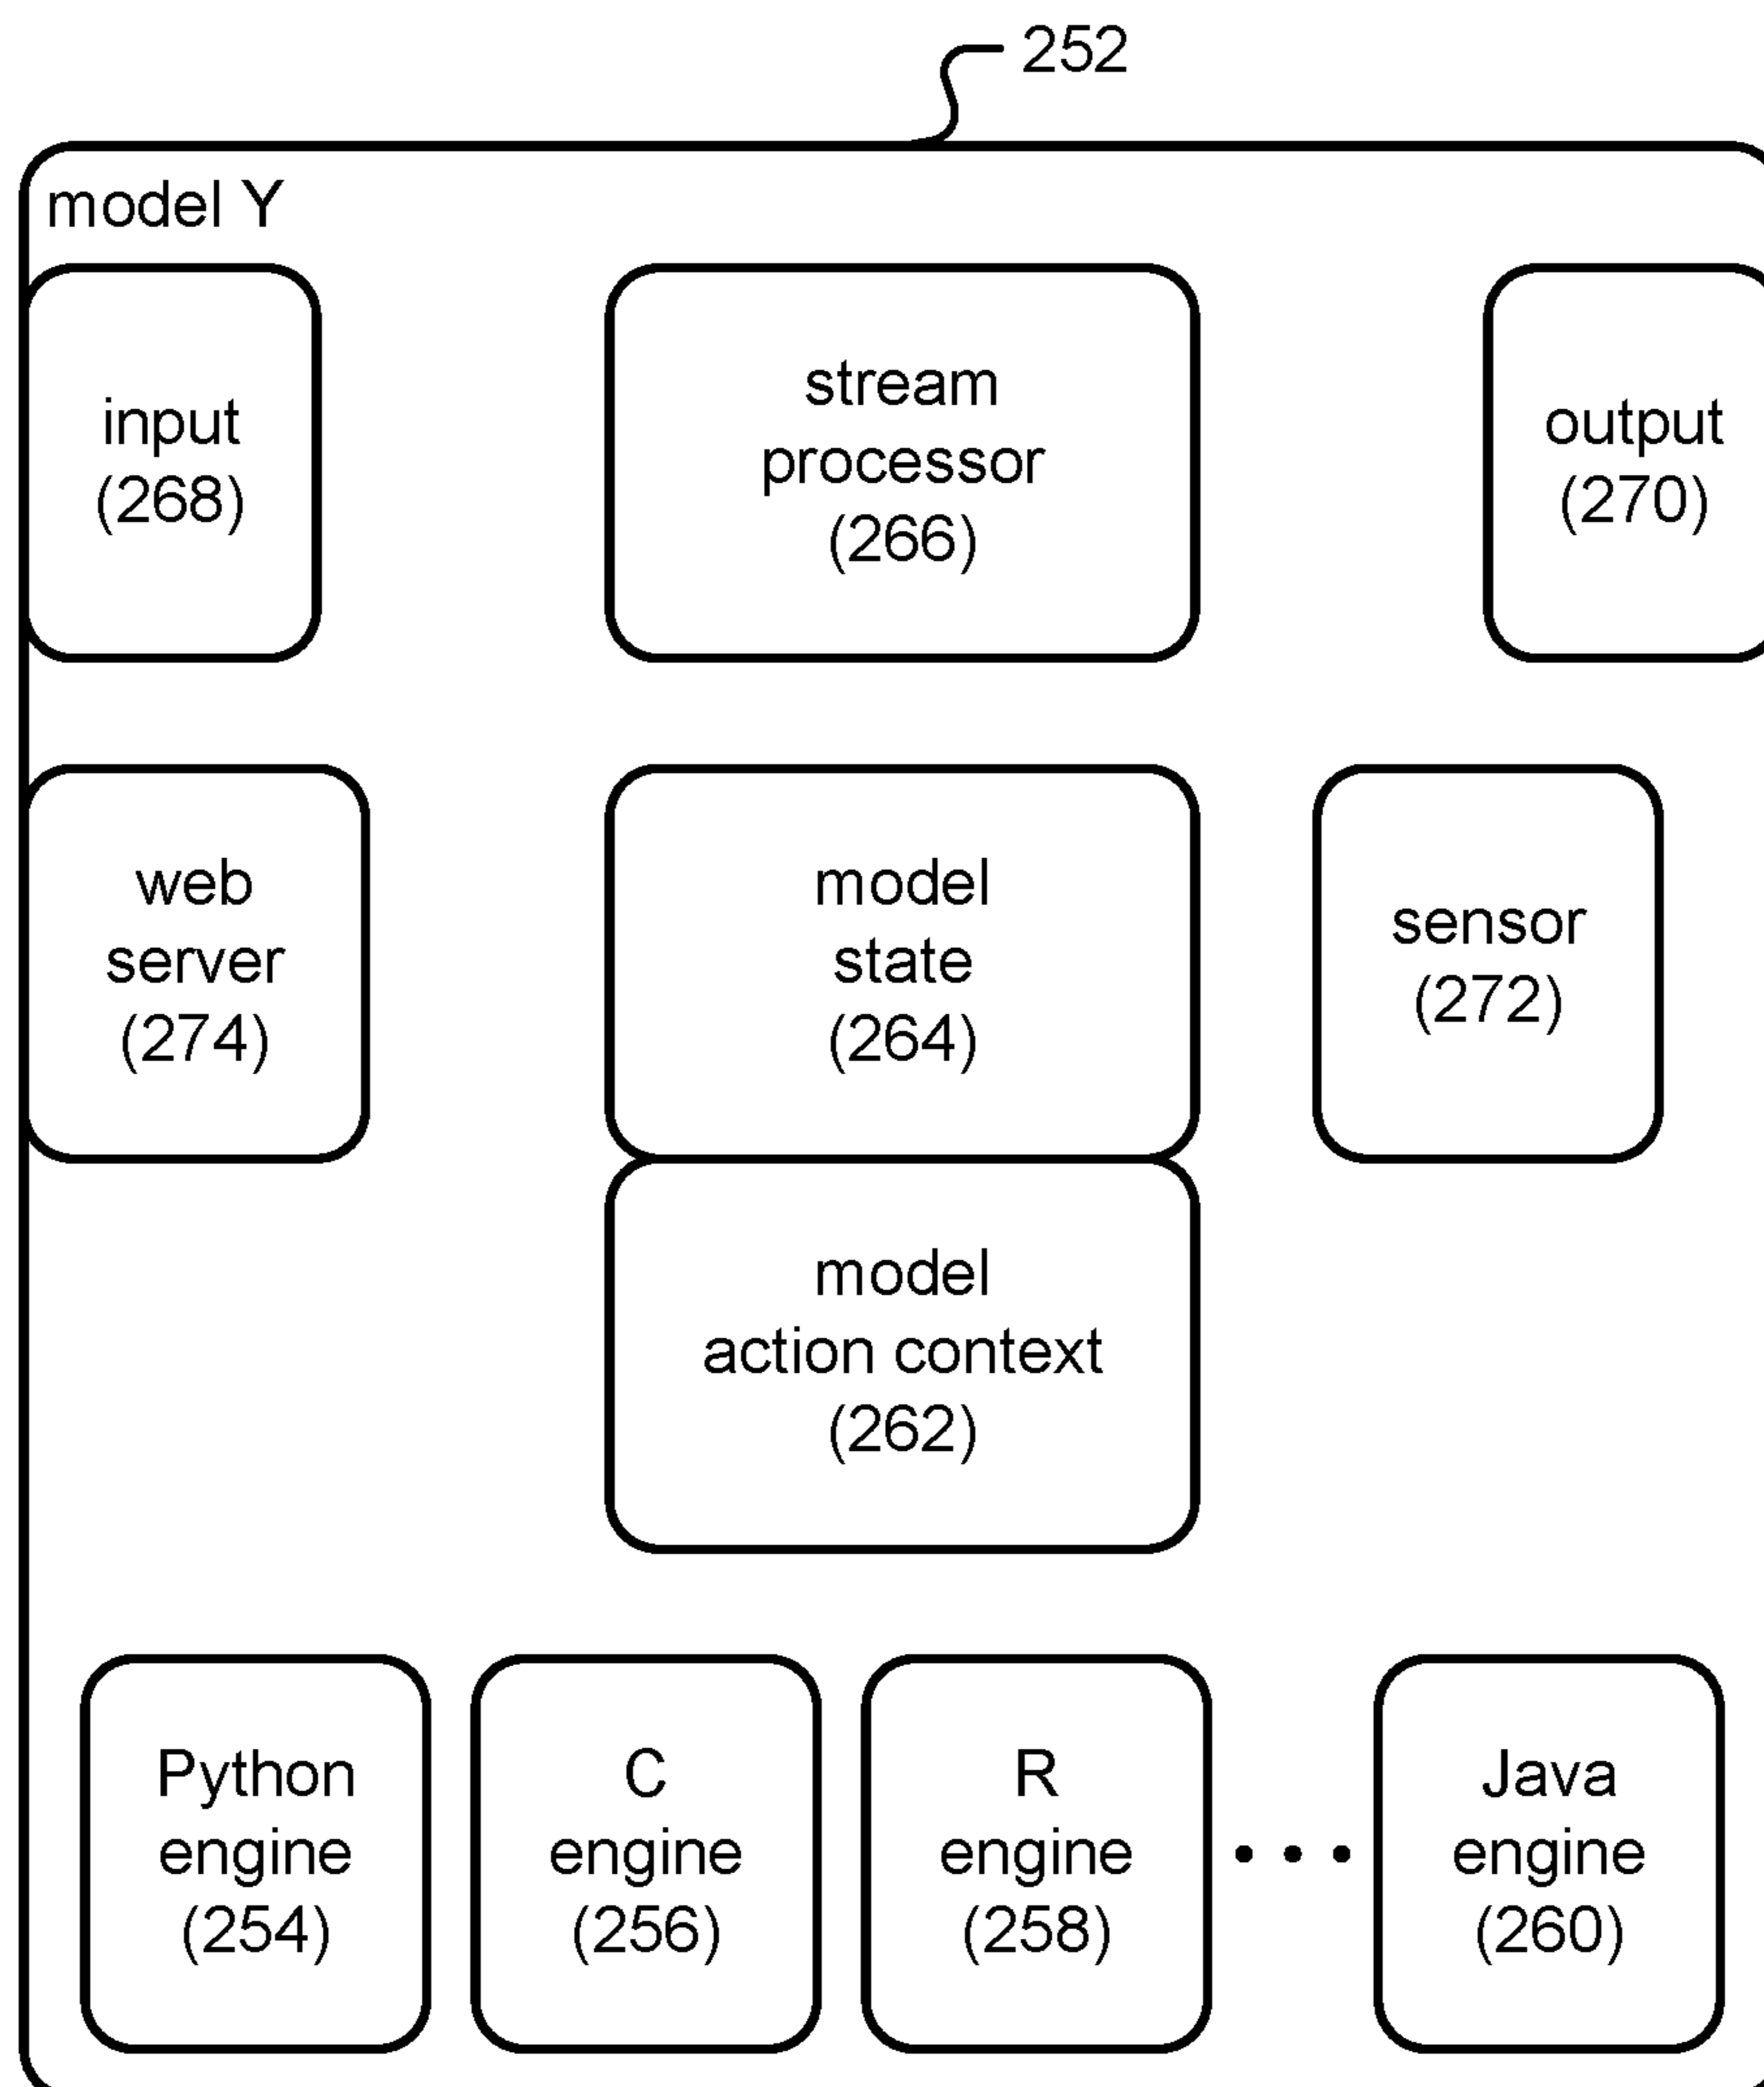 252
model Y
input
(268)
stream
processor
(266)
output
(270)
web
server
(274)
model
state
(264)
sensor
(272)
model
action context
(262)
Python
engine
(254)
C
engine
(256)
R
engine
(258)
• • •
Java
engine
(260)